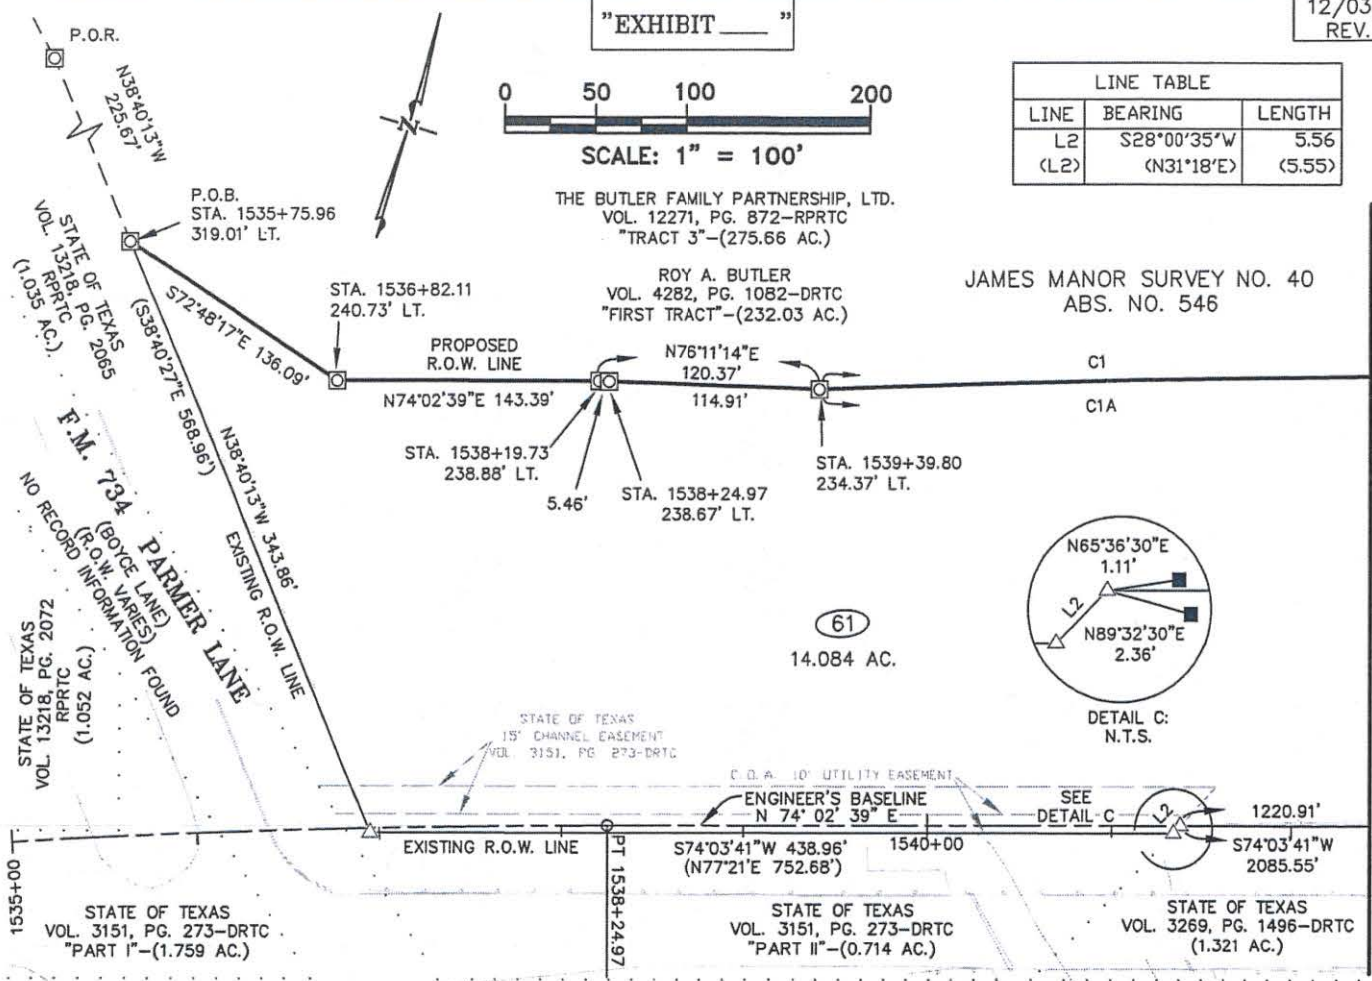 "EXHIBIT ____ "
12/03
REV.
P.O.R.
N38°40'13"W
225.67'
0 50 100 200
SCALE: 1" = 100'
N
LINE TABLE
LINE BEARING LENGTH
L2 S28°00'35"W 5.56
(L2) (N31°18'E) (5.55)
P.O.B.
STA. 1535+75.96
319.01' LT.
THE BUTLER FAMILY PARTNERSHIP, LTD.
VOL. 12271, PG. 872-RPRTC
"TRACT 3"-(275.66 AC.)
ROY A. BUTLER
VOL. 4282, PG. 1082-DRTC
"FIRST TRACT"-(232.03 AC.)
JAMES MANOR SURVEY NO. 40
ABS. NO. 546
STATE OF TEXAS
VOL. 13218, PG. 2065
RPRTC
(1.035 AC.)
S72°48'17"E 136.09'
STA. 1536+82.11
240.73' LT.
PROPOSED
R.O.W. LINE
N74°02'39"E 143.39'
N76°11'14"E
120.37'
114.91'
C1
C1A
STA. 1538+19.73
238.88' LT.
5.46'
STA. 1538+24.97
238.67' LT.
STA. 1539+39.80
234.37' LT.
(S38°40'27"E 568.96')
N38°40'13"W 343.86'
EXISTING R.O.W. LINE
F.M. 734 PARMER LANE
(BOYCE LANE)
(R.O.W. VARIES)
NO RECORD INFORMATION FOUND
STATE OF TEXAS
VOL. 13218, PG. 2072
RPRTC
(1.052 AC.)
61
14.084 AC.
N65°36'30"E
1.11'
L2
N89°32'30"E
2.36'
DETAIL C:
N.T.S.
STATE OF TEXAS
15' CHANNEL EASEMENT
VOL. 3151, PG. 273-DRTC
C.O.A. 10' UTILITY EASEMENT
ENGINEER'S BASELINE
N 74° 02' 39" E
SEE
DETAIL C
L2
1220.91'
EXISTING R.O.W. LINE
S74°03'41"W 438.96'
(N77°21'E 752.68')
1540+00
S74°03'41"W
2085.55'
1535+00
PT 1538+24.97
STATE OF TEXAS
VOL. 3151, PG. 273-DRTC
"PART I"-(1.759 AC.)
STATE OF TEXAS
VOL. 3151, PG. 273-DRTC
"PART II"-(0.714 AC.)
STATE OF TEXAS
VOL. 3269, PG. 1496-DRTC
(1.321 AC.)